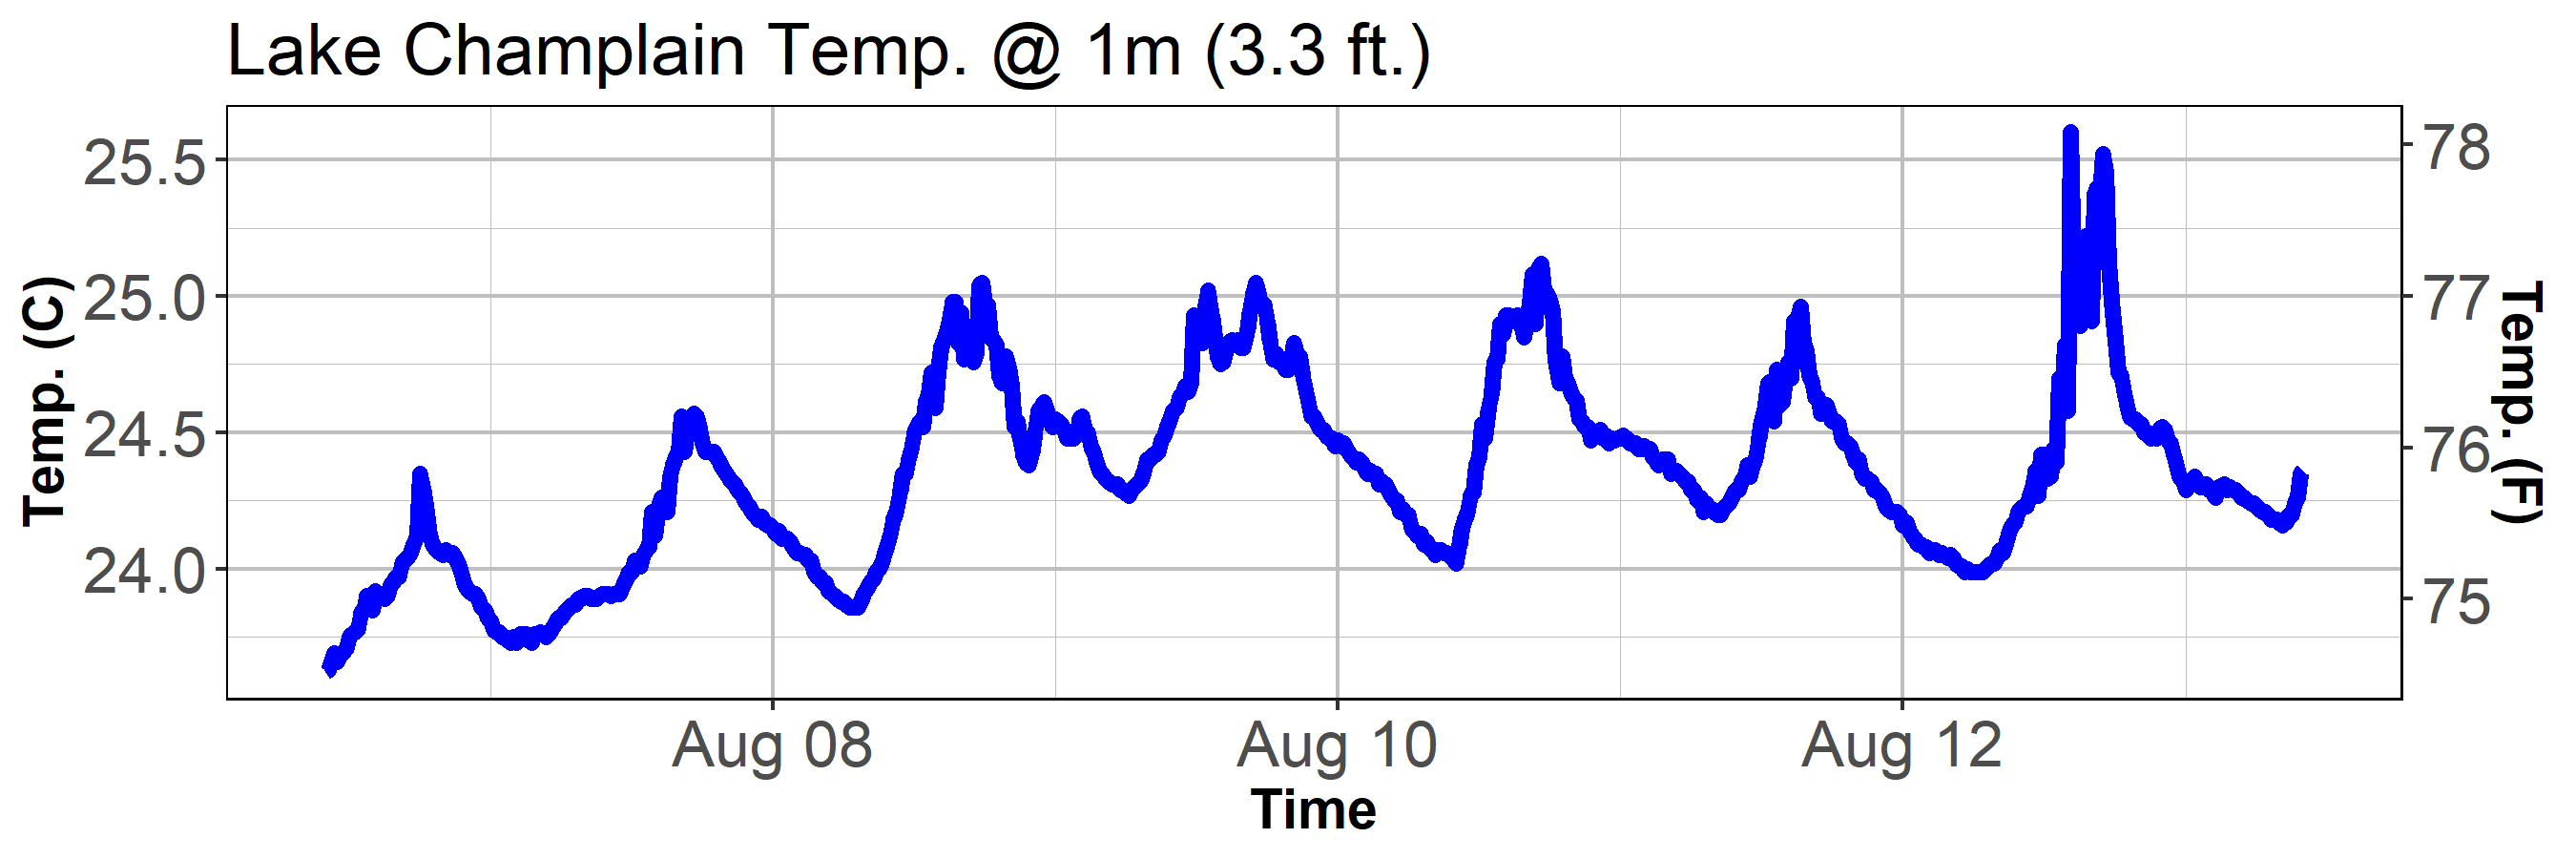 Lake Champlain Temp. @ 1m (3.3 ft.)
Temp. (C)
25.5
25.0
24.5
24.0
78
77
76
75
Temp. (F)
Aug 08
Aug 10
Aug 12
Time